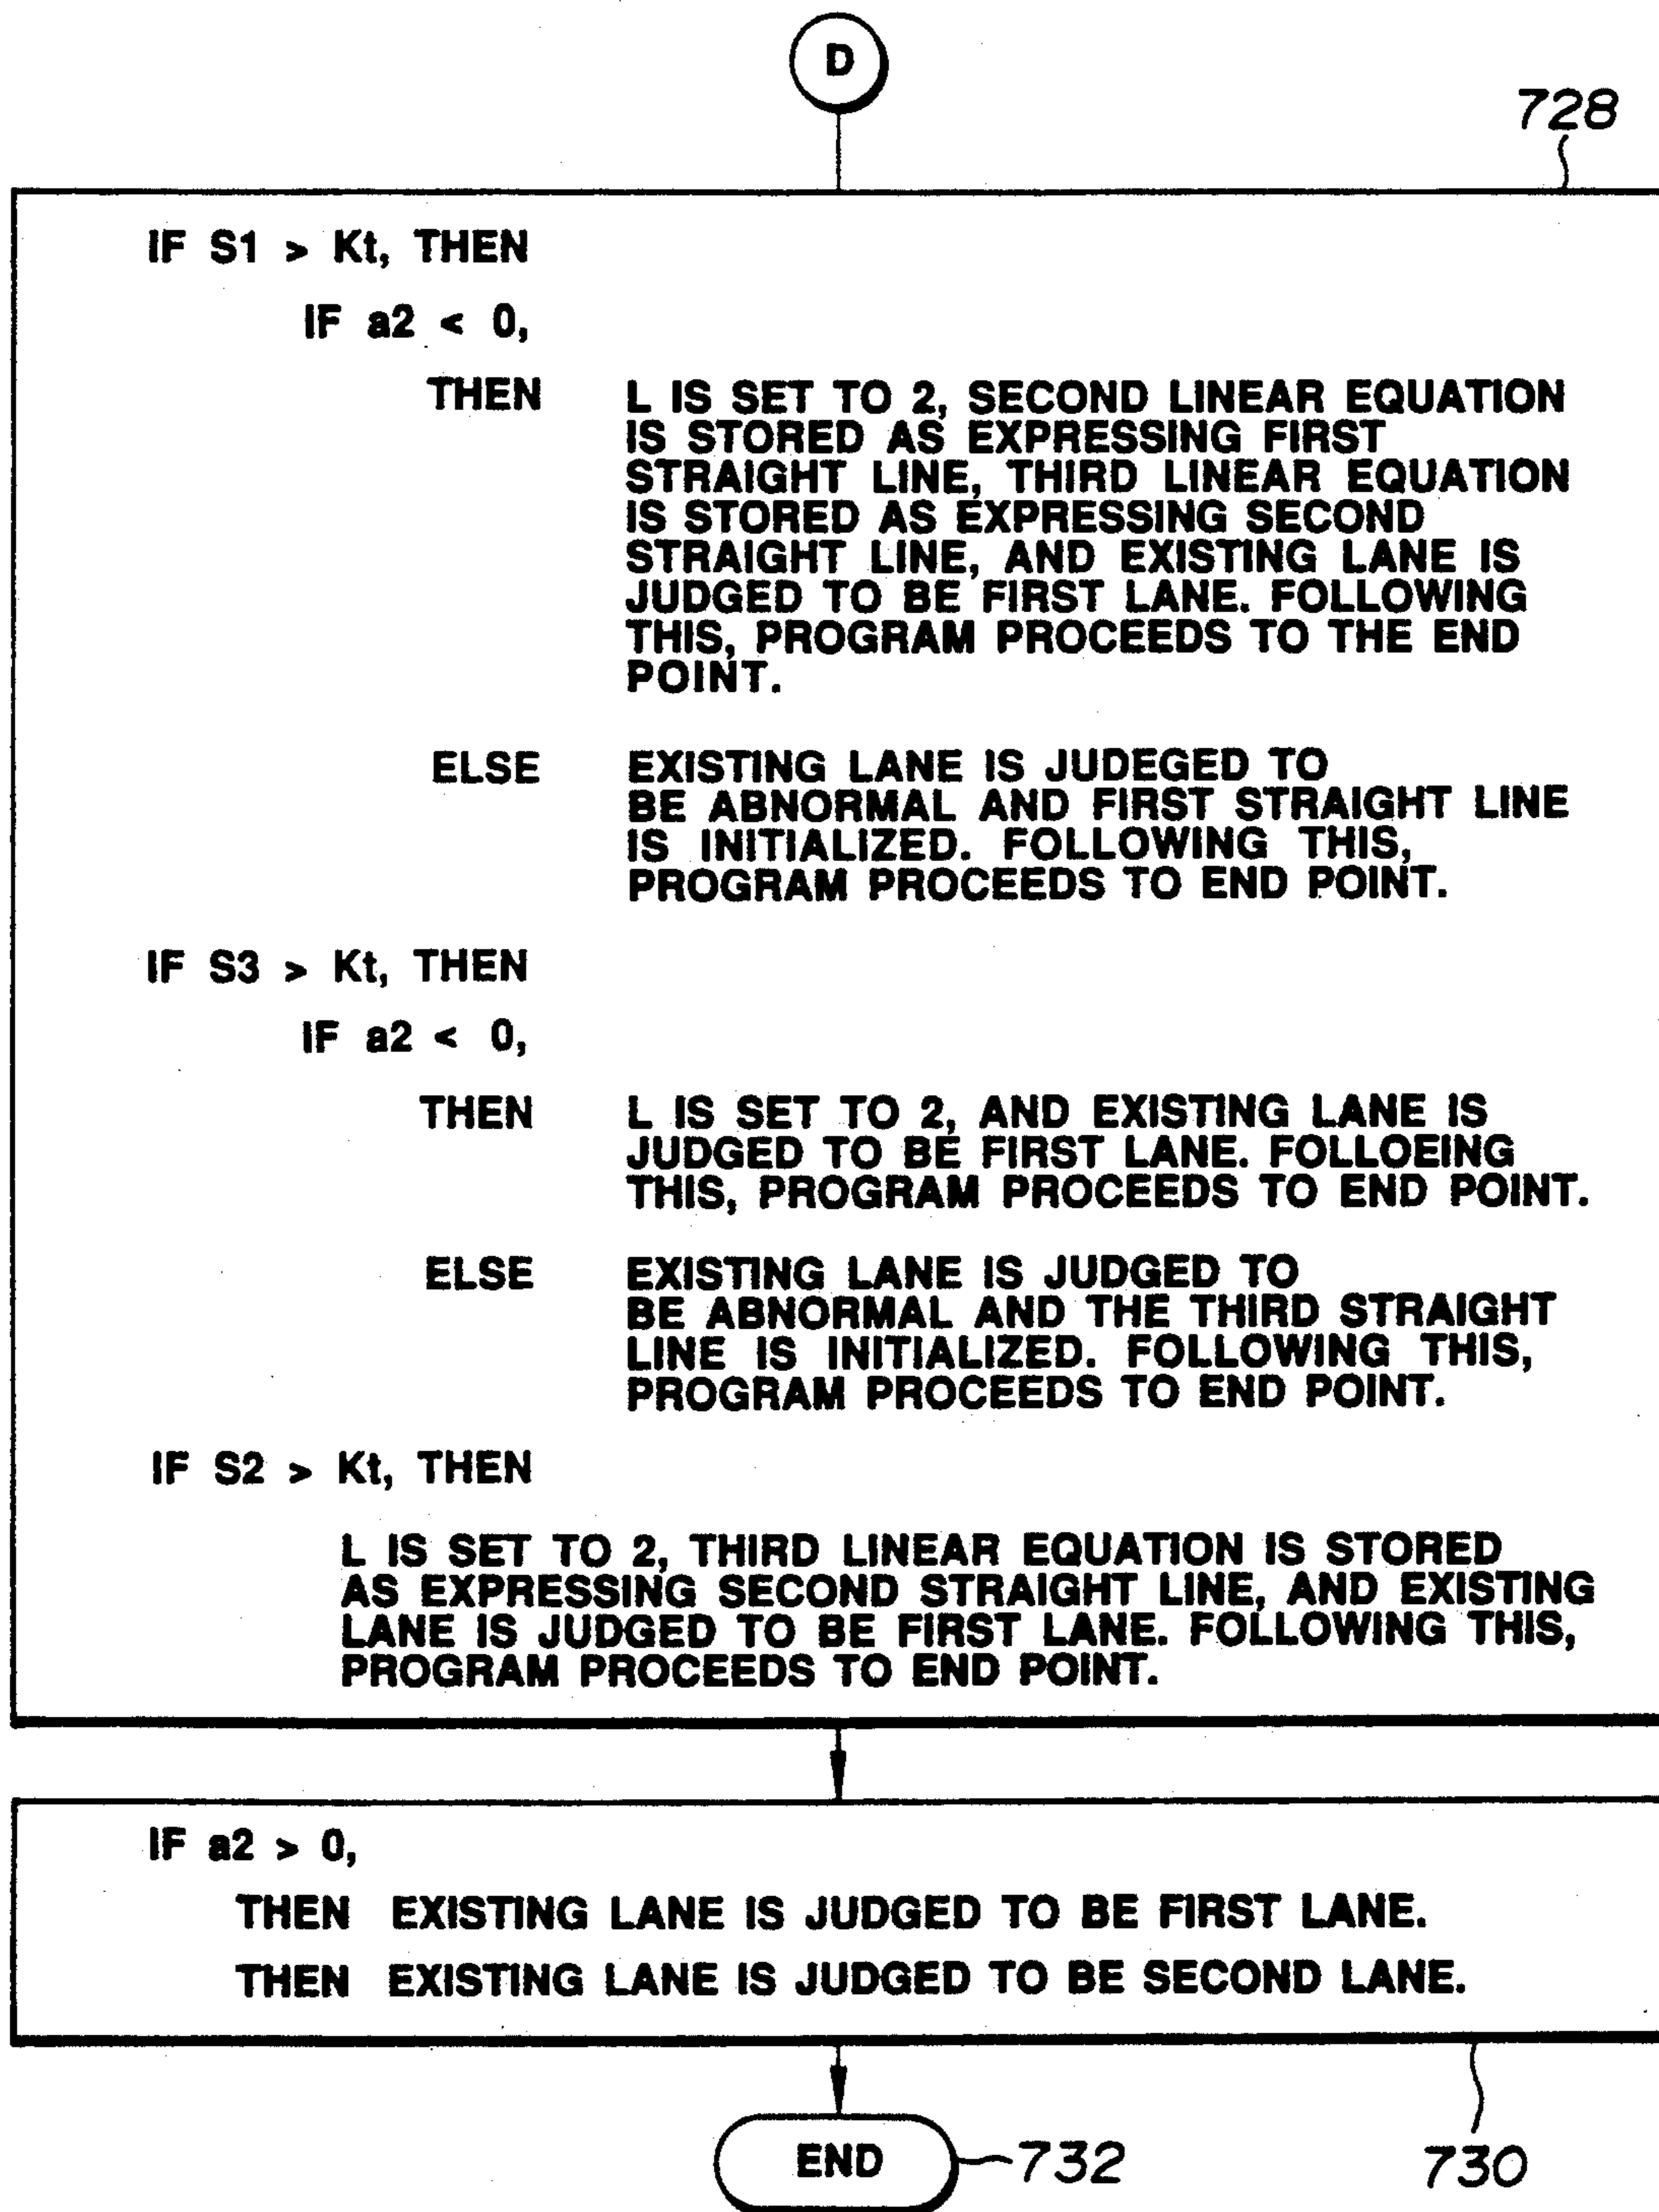 D
728
IF S1 > Kt, THEN
IF a2 < 0,
THEN L IS SET TO 2, SECOND LINEAR EQUATION
IS STORED AS EXPRESSING FIRST
STRAIGHT LINE, THIRD LINEAR EQUATION
IS STORED AS EXPRESSING SECOND
STRAIGHT LINE, AND EXISTING LANE IS
JUDGED TO BE FIRST LANE. FOLLOWING
THIS, PROGRAM PROCEEDS TO THE END
POINT.
ELSE EXISTING LANE IS JUDEGED TO
BE ABNORMAL AND FIRST STRAIGHT LINE
IS INITIALIZED. FOLLOWING THIS,
PROGRAM PROCEEDS TO END POINT.
IF S3 > Kt, THEN
IF a2 < 0,
THEN L IS SET TO 2, AND EXISTING LANE IS
JUDGED TO BE FIRST LANE. FOLLOEING
THIS, PROGRAM PROCEEDS TO END POINT.
ELSE EXISTING LANE IS JUDGED TO
BE ABNORMAL AND THE THIRD STRAIGHT
LINE IS INITIALIZED. FOLLOWING THIS,
PROGRAM PROCEEDS TO END POINT.
IF S2 > Kt, THEN
L IS SET TO 2, THIRD LINEAR EQUATION IS STORED
AS EXPRESSING SECOND STRAIGHT LINE, AND EXISTING
LANE IS JUDGED TO BE FIRST LANE. FOLLOWING THIS,
PROGRAM PROCEEDS TO END POINT.
IF a2 > 0,
THEN EXISTING LANE IS JUDGED TO BE FIRST LANE.
THEN EXISTING LANE IS JUDGED TO BE SECOND LANE.
END
732
730